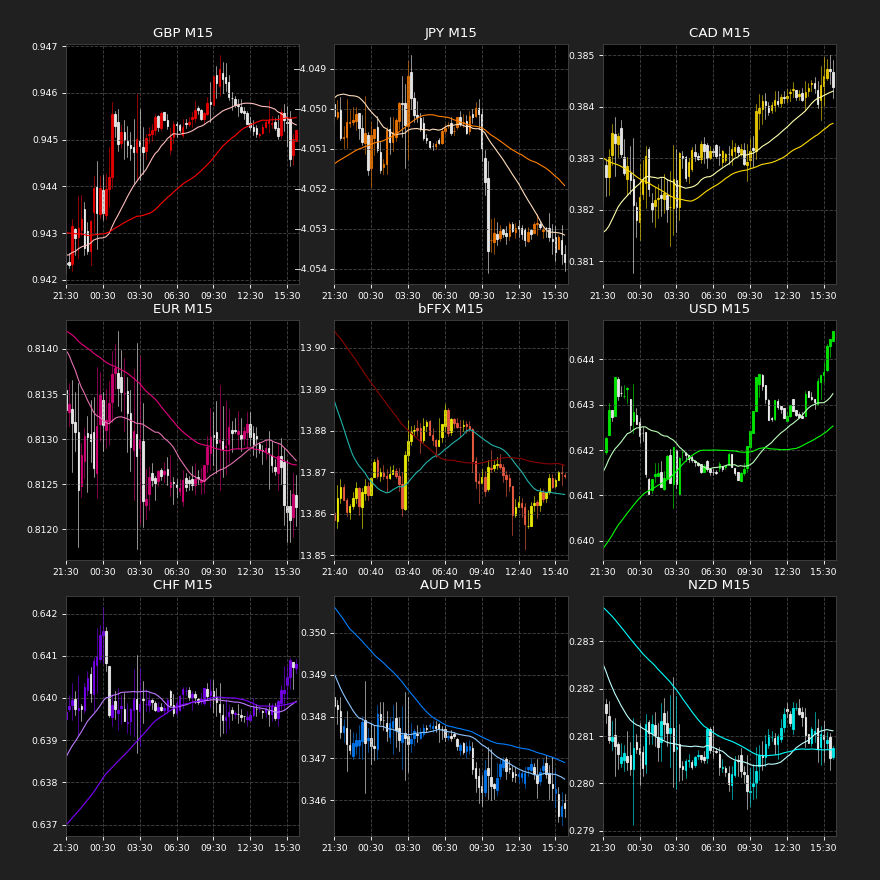 GBP M15
JPY M15
CAD M15
0.947
0.946
0.945
0.944
0.943
0.942
−4.049
−4.050
−4.051
−4.052
−4.053
−4.054
0.385
0.384
0.383
0.382
0.381
21:30 00:30 03:30 06:30 09:30 12:30 15:30
21:30 00:30 03:30 06:30 09:30 12:30 15:30
21:30 00:30 03:30 06:30 09:30 12:30 15:30
EUR M15
bFFX M15
USD M15
0.8140
0.8135
0.8130
0.8125
0.8120
13.90
13.89
13.88
13.87
13.86
13.85
0.644
0.643
0.642
0.641
0.640
21:30 00:30 03:30 06:30 09:30 12:30 15:30
21:40 00:40 03:40 06:40 09:40 12:40 15:40
21:30 00:30 03:30 06:30 09:30 12:30 15:30
CHF M15
AUD M15
NZD M15
0.642
0.641
0.640
0.639
0.638
0.637
0.350
0.349
0.348
0.347
0.346
0.283
0.282
0.281
0.280
0.279
21:30 00:30 03:30 06:30 09:30 12:30 15:30
21:30 00:30 03:30 06:30 09:30 12:30 15:30
21:30 00:30 03:30 06:30 09:30 12:30 15:30